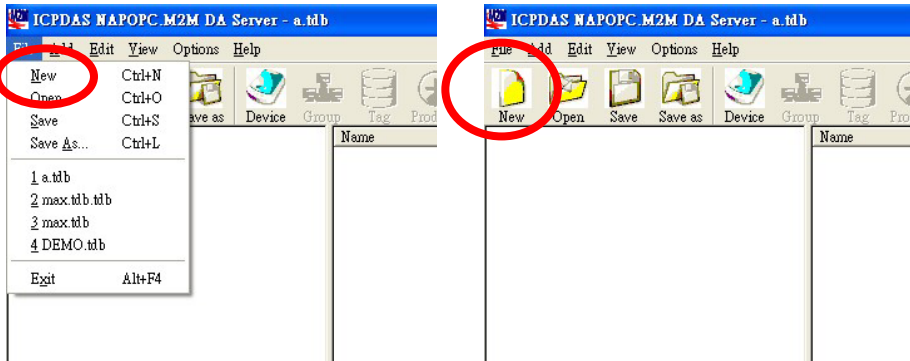 ICPDAS NAPOPC.M2M DA Server - a.tdb
Edit View Options Help
New Ctrl+N
Open Ctrl+O
Save Ctrl+S
Save As... Ctrl+L
1 a.tdb
2 max.tdb.tdb
3 max.tdb
4 DEMO.tdb
Exit Alt+F4
ave as Device Group Tag Prod
Name
ICPDAS NAPOPC.M2M DA Server - a.tdb
File Add Edit View Options Help
New Open Save Save as Device Group Tag Pro
Name